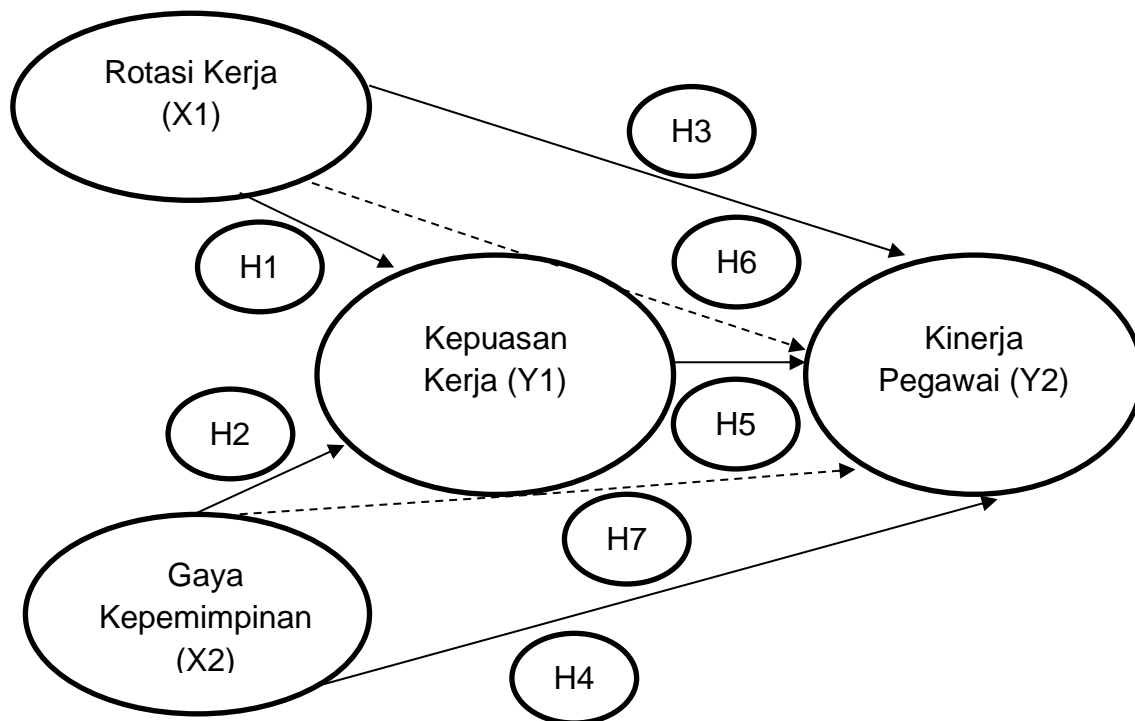 Rotasi Kerja
(X1)
H3
H1
H6
Kepuasan
Kerja (Y1)
Kinerja
Pegawai (Y2)
H2
H5
H7
Gaya
Kepemimpinan
(X2)
H4